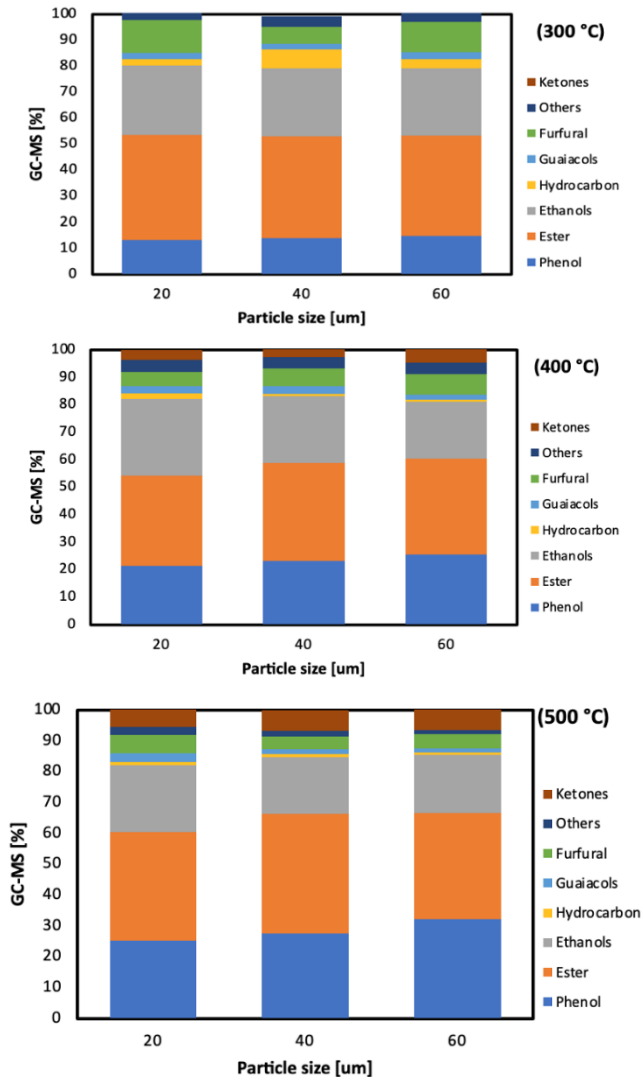 (300 °C)
GC-MS [%]
100
90
80
70
60
50
40
30
20
10
0
20 40 60
Particle size [um]
Ketones
Others
Furfural
Guaiacols
Hydrocarbon
Ethanols
Ester
Phenol
(400 °C)
GC-MS [%]
100
90
80
70
60
50
40
30
20
10
0
20 40 60
Particle size [um]
Ketones
Others
Furfural
Guaiacols
Hydrocarbon
Ethanols
Ester
Phenol
(500 °C)
GC-MS [%]
100
90
80
70
60
50
40
30
20
10
0
20 40 60
Particle size [um]
Ketones
Others
Furfural
Guaiacols
Hydrocarbon
Ethanols
Ester
Phenol